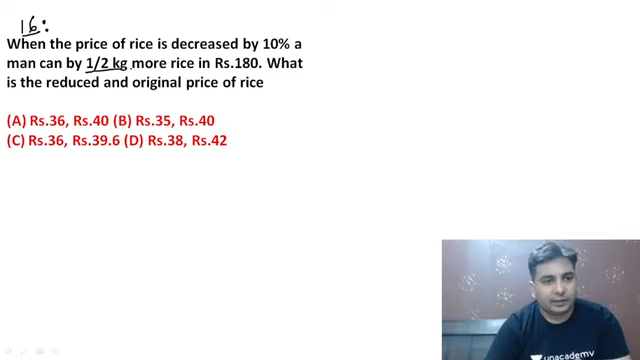 16:
When the price of rice is decreased by 10% a
man can by 1/2 kg more rice in Rs.180. What
is the reduced and original price of rice
(A) Rs.36, Rs.40 (B) Rs.35, Rs.40
(C) Rs.36, Rs.39.6 (D) Rs.38, Rs.42
unacademy